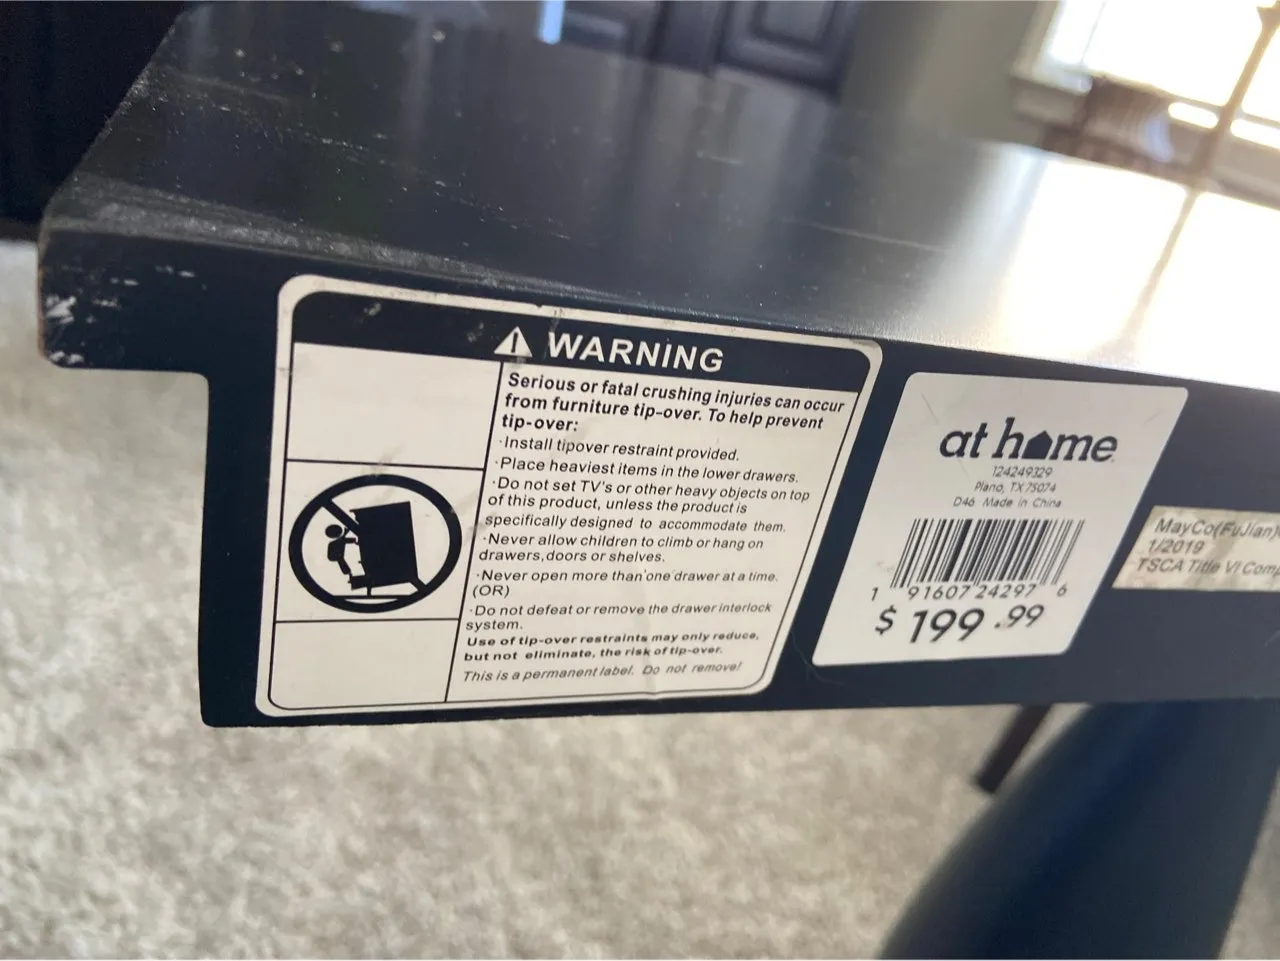 WARNING
Serious or fatal crushing injuries can occur
from furniture tip-over. To help prevent
tip-over:
·Install tipover restraint provided.
·Place heaviest items in the lower drawers.
·Do not set TV's or other heavy objects on top
of this product, unless the product is
specifically designed to accommodate them.
·Never allow children to climb or hang on
drawers,doors or shelves.
·Never open more than one drawer at a time.
(OR)
·Do not defeat or remove the drawer interlock
system.
Use of tip-over restraints may only reduce,
but not eliminate, the risk of tip-over.
This is a permanent label. Do not remove!
at home
124249329
Plano, TX 75074
D46 Made in China
1 91607 24297 6
$ 199.99
MayCo(FuJian)
1/2019
TSCA Title VI